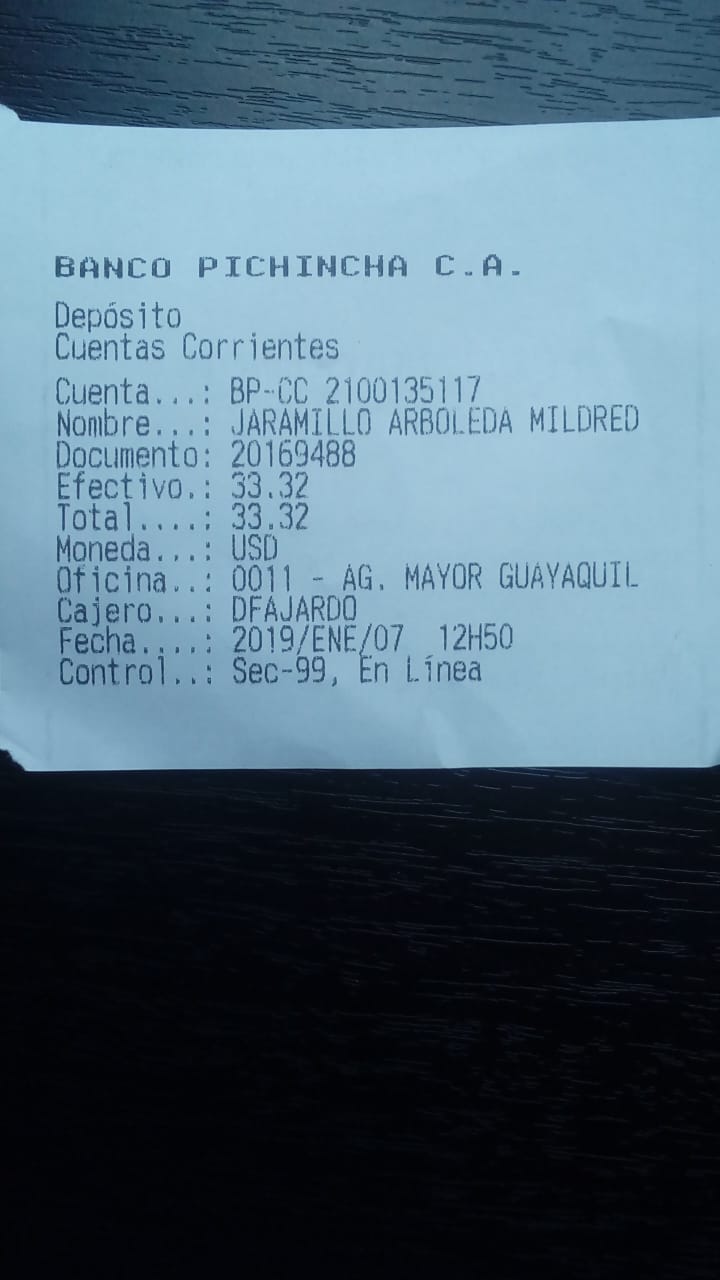 BANCO PICHINCHA C.A.
Depósito
Cuentas Corrientes
Cuenta...: BP-CC 2100135117
Nombre...: JARAMILLO ARBOLEDA MILDRED
Documento: 20169488
Efectivo.: 33.32
Total....: 33.32
Moneda...: USD
Oficina..: 0011 - AG. MAYOR GUAYAQUIL
Cajero...: DFAJARDO
Fecha....: 2019/ENE/07 12H50
Control..: Sec-99, En Línea